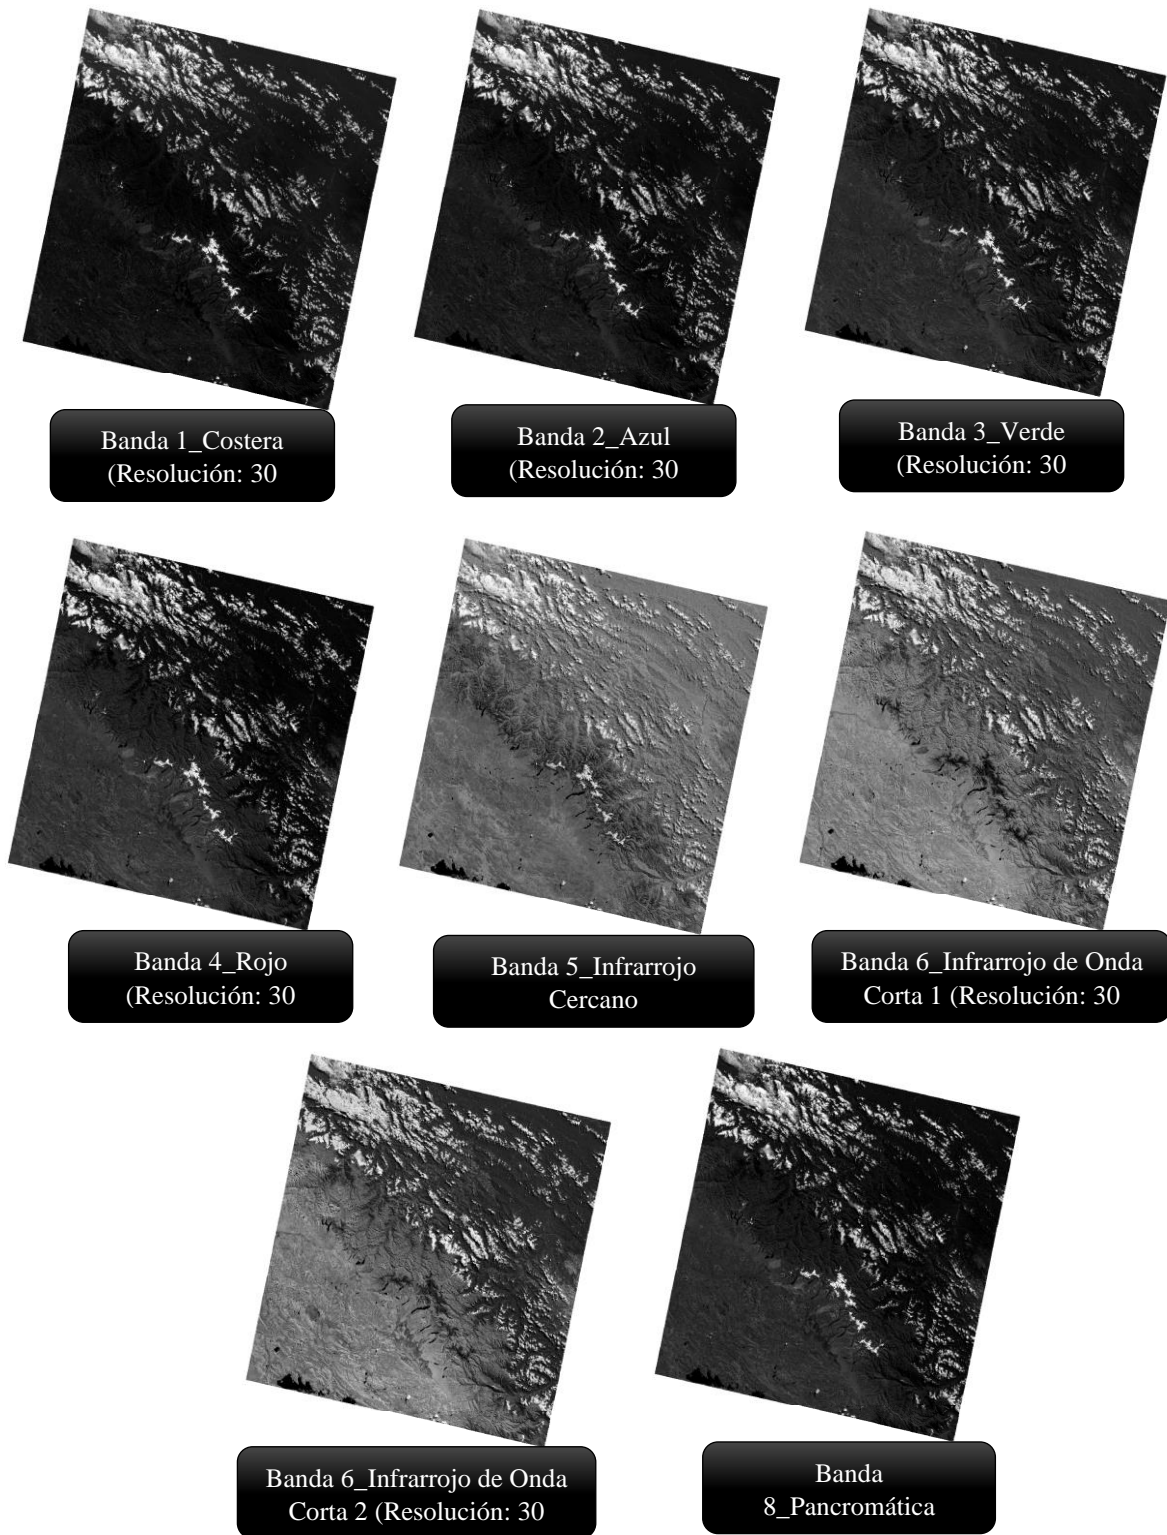 Banda 1_Costera
(Resolución: 30
Banda 2_Azul
(Resolución: 30
Banda 3_Verde
(Resolución: 30
Banda 4_Rojo
(Resolución: 30
Banda 5_Infrarrojo
Cercano
Banda 6_Infrarrojo de Onda
Corta 1 (Resolución: 30
Banda 6_Infrarrojo de Onda
Corta 2 (Resolución: 30
Banda
8_Pancromática